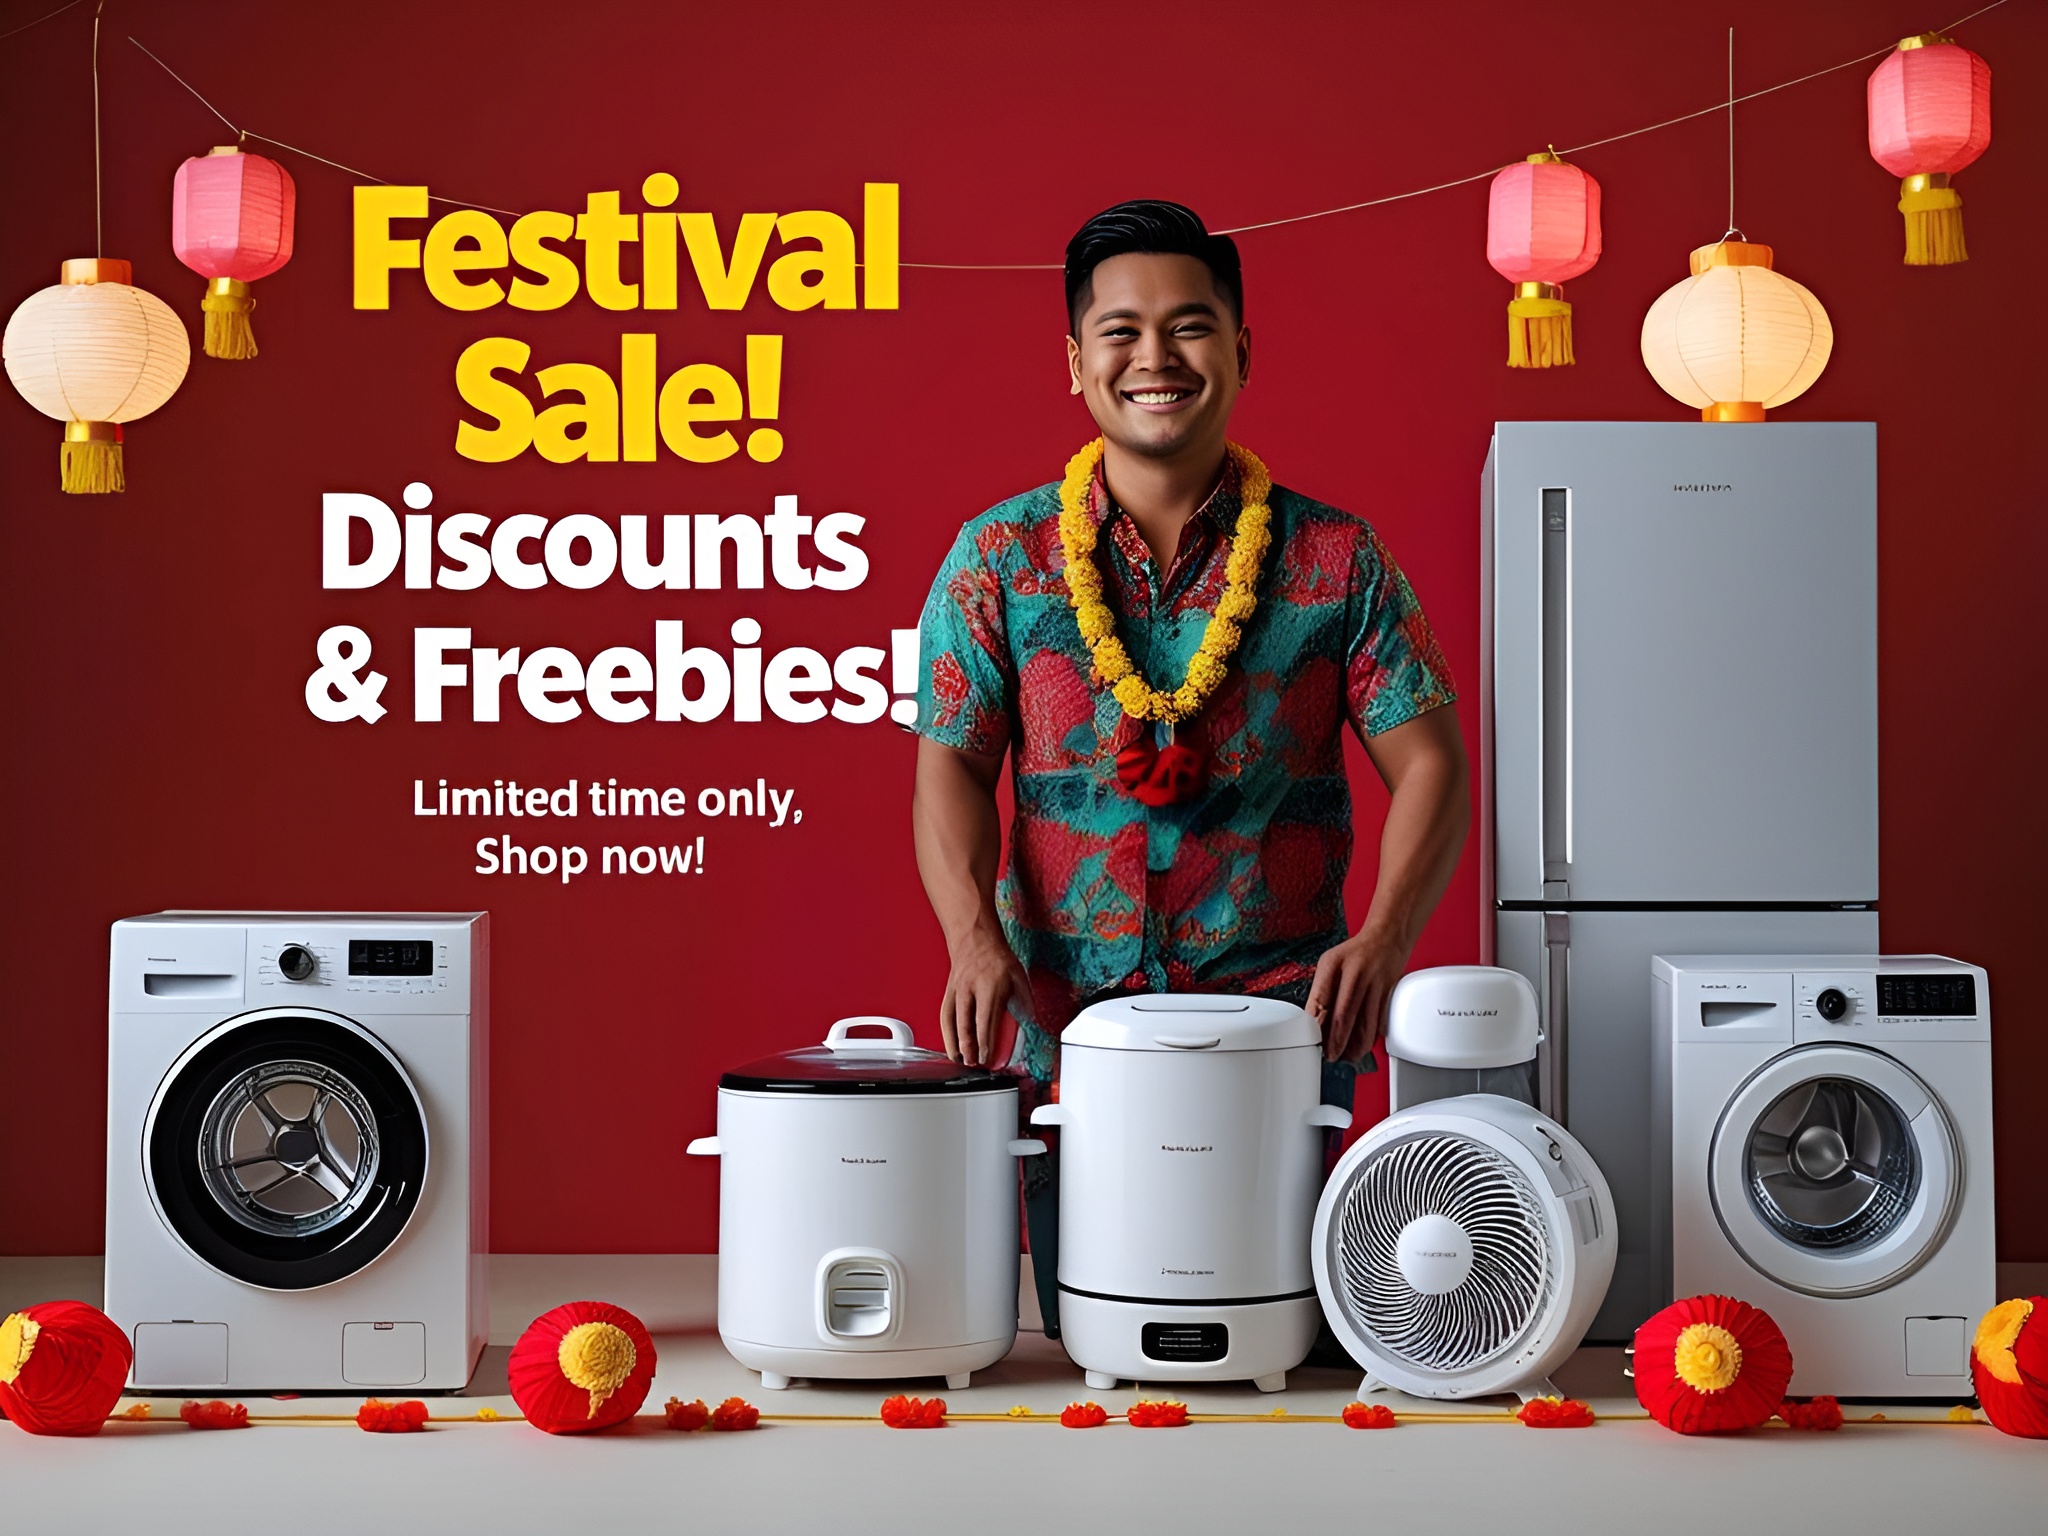 Festival
Sale!
Discounts
& Freebies!
Limited time only,
Shop now!